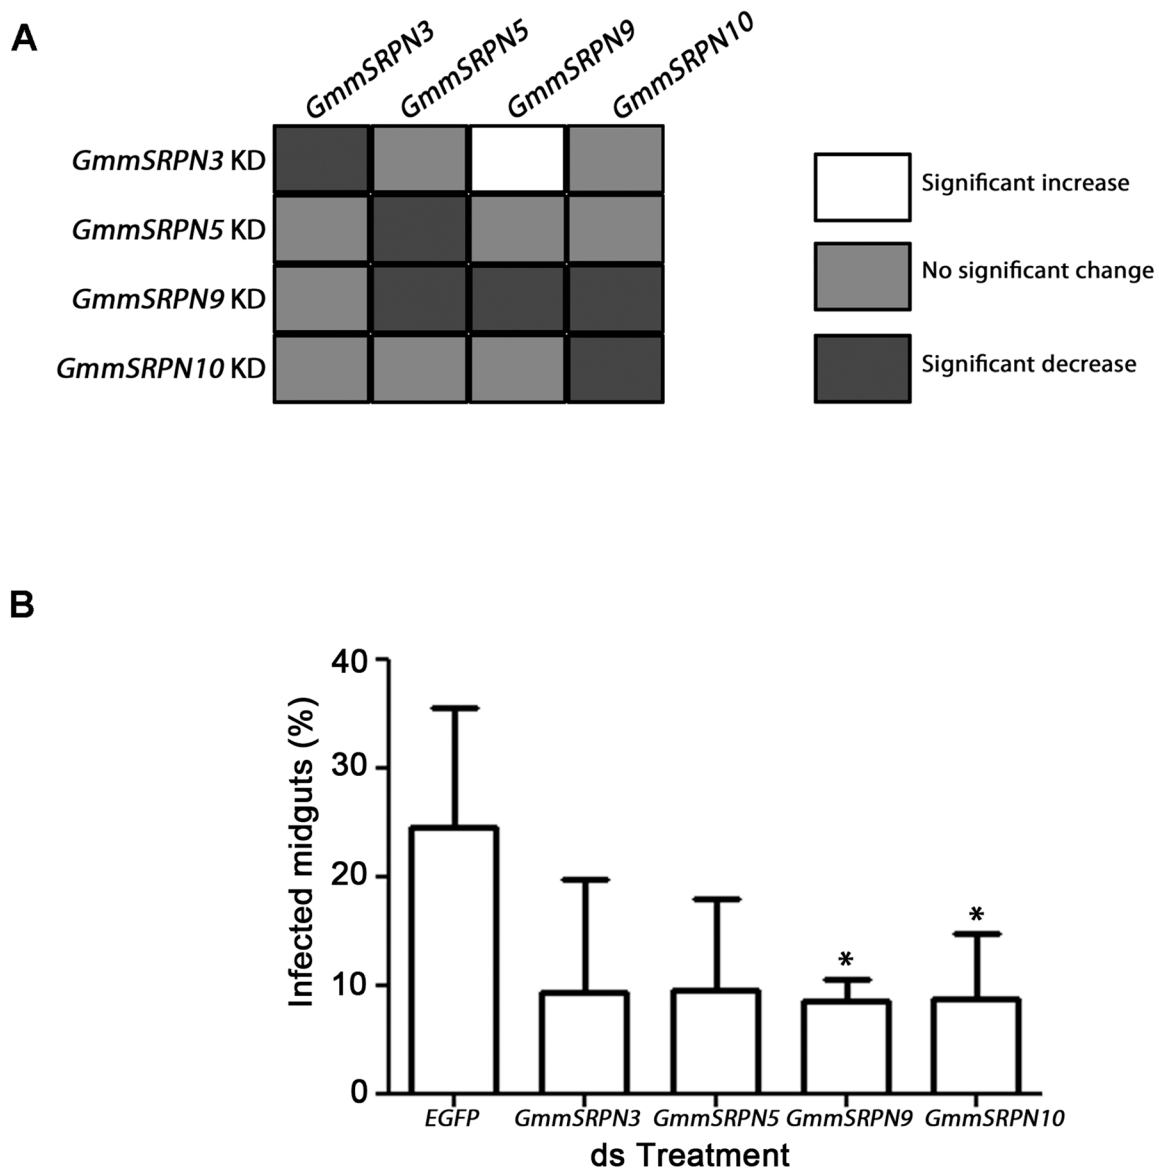 A
GmmSRPN3
GmmSRPN5
GmmSRPN9
GmmSRPN10
GmmSRPN3 KD
GmmSRPN5 KD
GmmSRPN9 KD
GmmSRPN10 KD
Significant increase
No significant change
Significant decrease
B
Infected midguts (%)
40
30
20
10
0
*
*
EGFP
GmmSRPN3
GmmSRPN5
GmmSRPN9
GmmSRPN10
ds Treatment